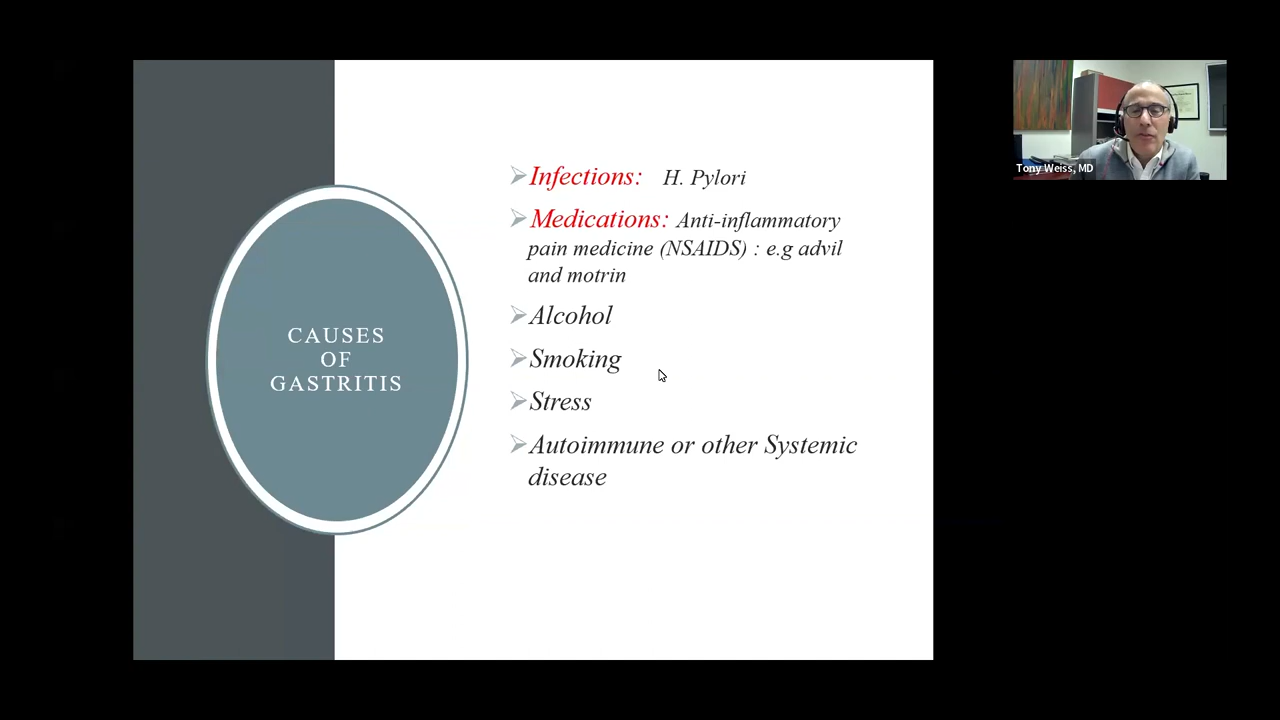 CAUSES
OF
GASTRITIS
Infections: H. Pylori
Medications: Anti-inflammatory
pain medicine (NSAIDS) : e.g advil
and motrin
Alcohol
Smoking
Stress
Autoimmune or other Systemic
disease
Tony Weiss, MD